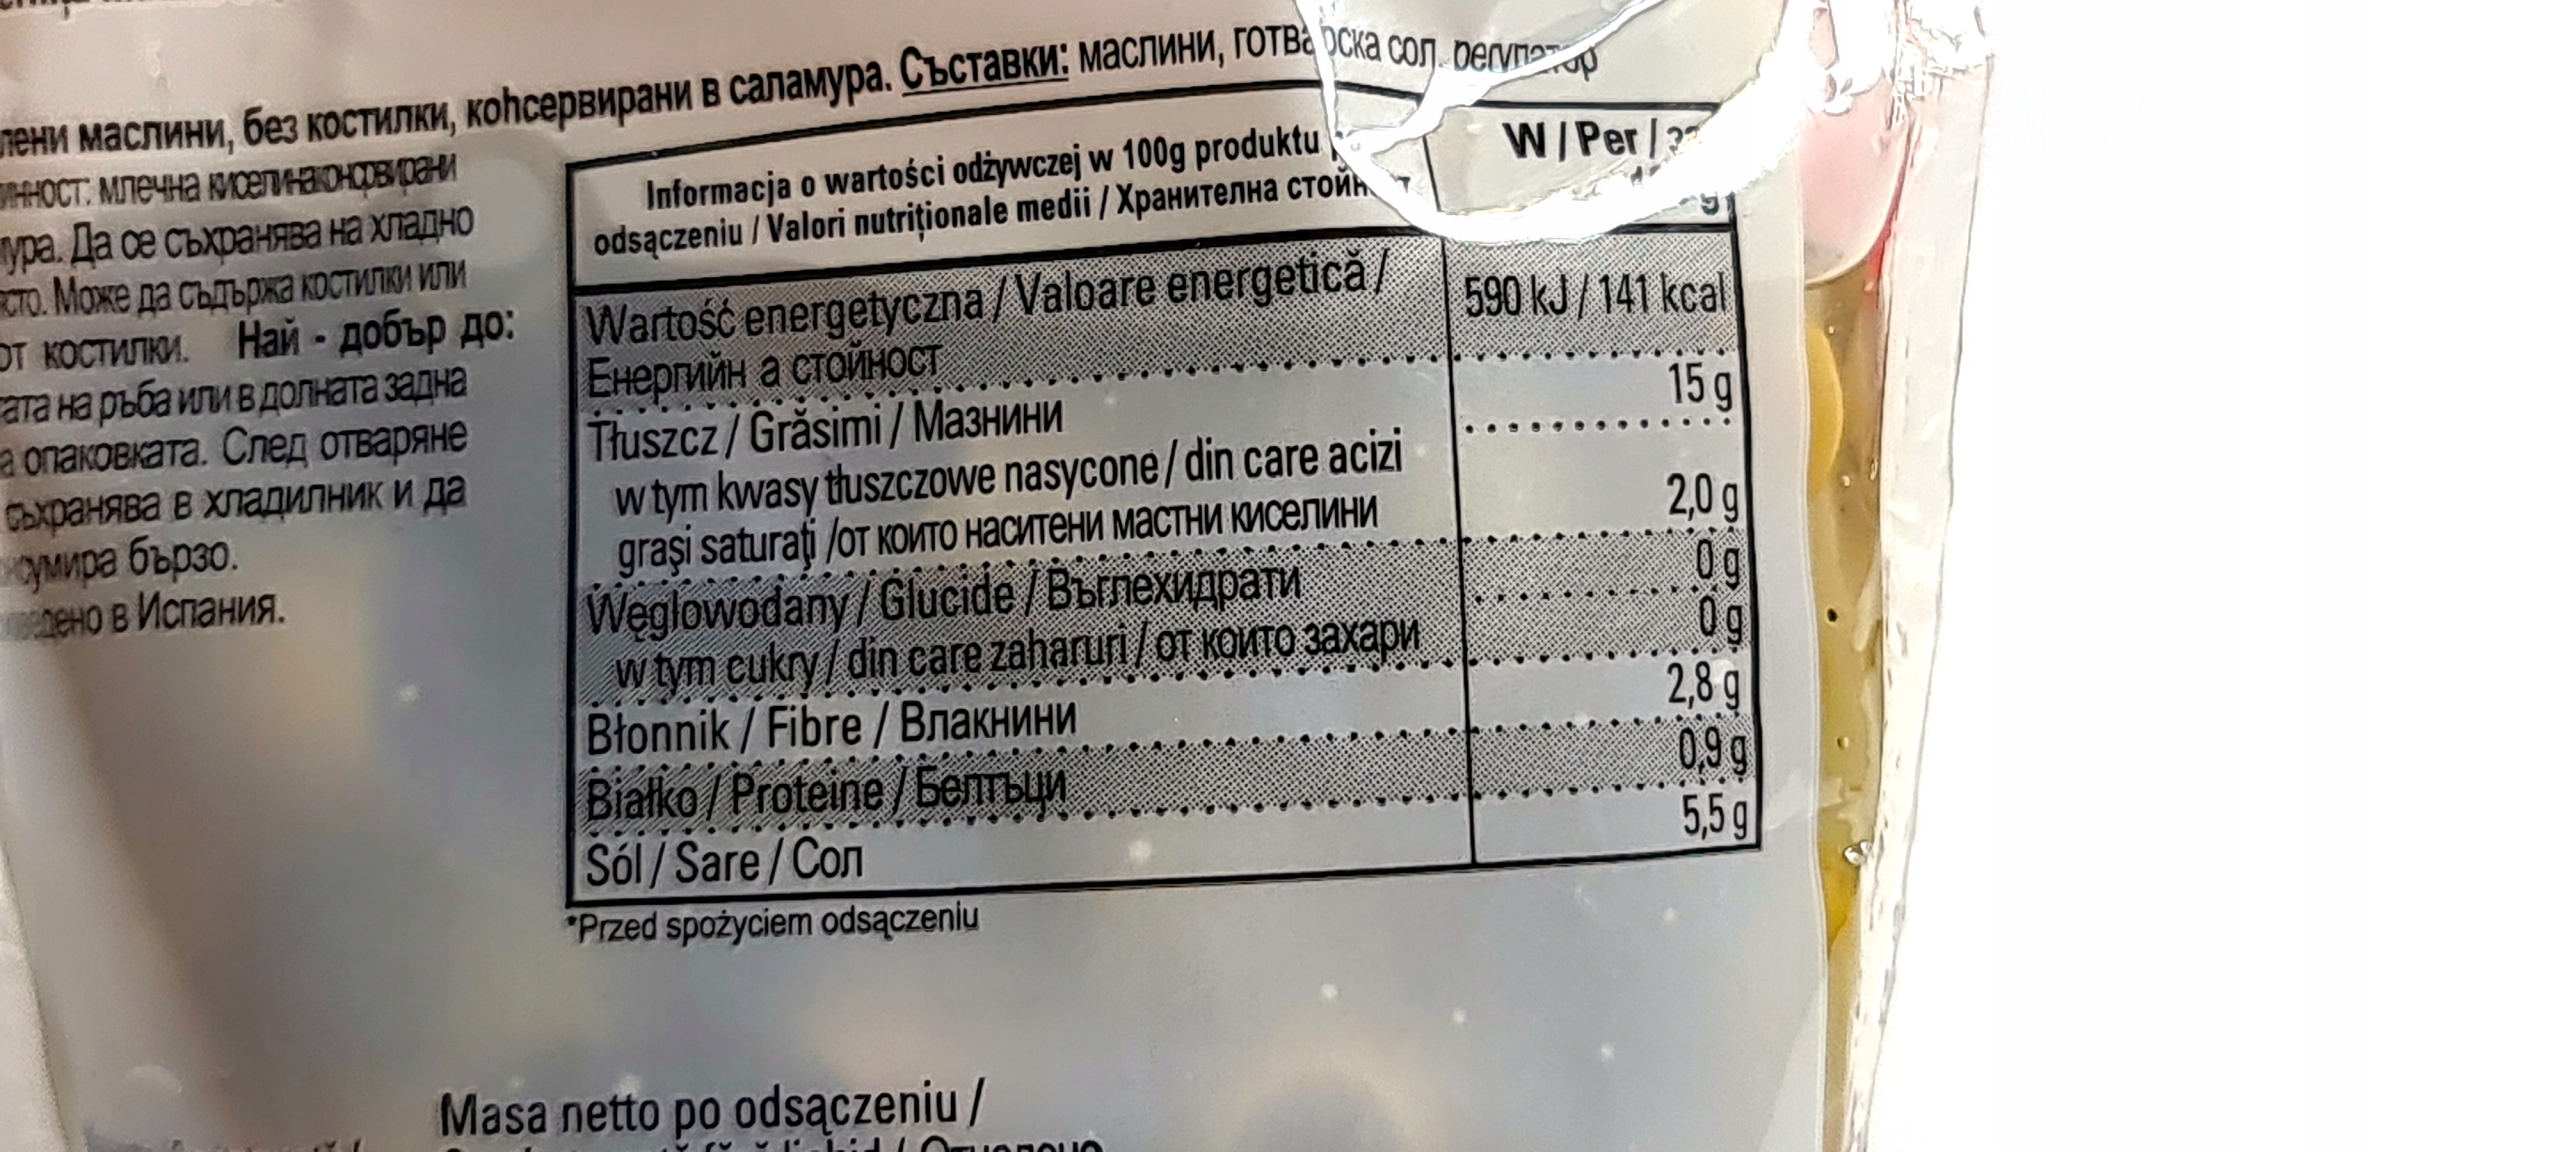 маслини, без костилки, коhсервирани в саламура. Съставки: маслини, готварска сол, регулатор
млечна киселина консервирани
Да се съхранява на хладно
Може да съдържа костилки или
от костилки. Най - добър до:
на ръба или в долната задна
опаковката. След отваряне
съхранява в хладилник и да
бързо.
в Испания.
Informacja o wartości odżywczej w 100g produktu
odsączeniu / Valori nutriționale medii / Хранителна
W / Per /
Wartość energetyczna / Valoare energetică /
Енергийн а стойност
590 kJ / 141 kcal
Tłuszcz / Grăsimi / Мазнини
15 g
w tym kwasy tłuszczowe nasycone / din care acizi
grași saturați /от които наситени мастни киселини
2,0 g
Węglowodany / Glucide / Въглехидрати
0 g
w tym cukry / din care zaharuri / от които захари
0 g
Błonnik / Fibre / Влакнини
2,8 g
Białko / Proteine / Белтъци
0,9 g
Sól / Sare / Сол
5,5 g
*Przed spożyciem odsączeniu
Masa netto po odsączeniu /